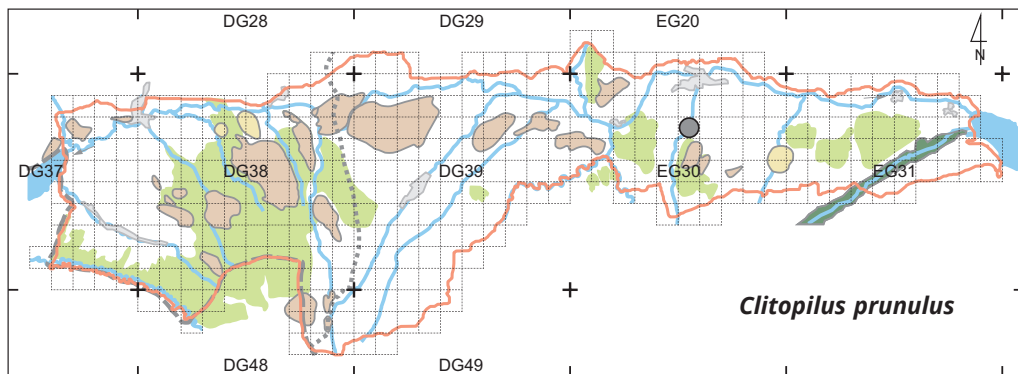 DG28 DG29 EG20
N
DG37 DG38 DG39 EG30 EG31
Clitopilus prunulus
DG48 DG49